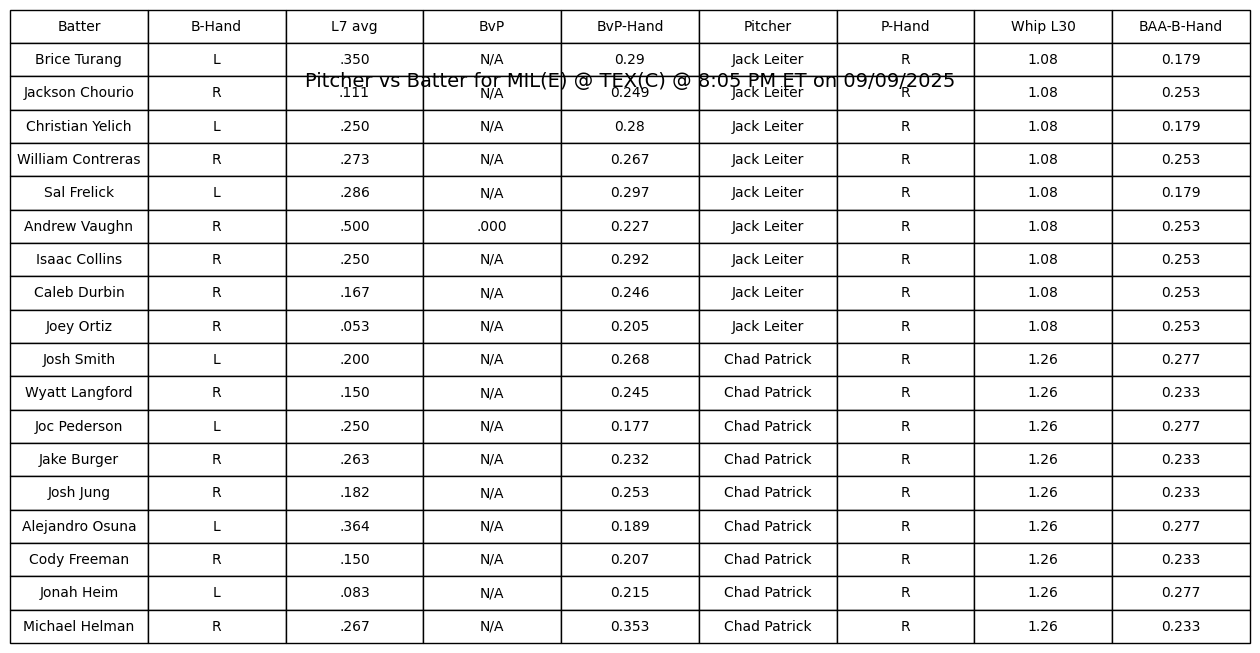 Batter B-Hand L7 avg BvP BvP-Hand Pitcher P-Hand Whip L30 BAA-B-Hand
Brice Turang L .350 N/A 0.29 Jack Leiter R 1.08 0.179
Pitcher vs Batter for MIL(E) @ TEX(C) @ 8:05 PM ET on 09/09/2025
Jackson Chourio R .111 N/A 0.249 Jack Leiter R 1.08 0.253
Christian Yelich L .250 N/A 0.28 Jack Leiter R 1.08 0.179
William Contreras R .273 N/A 0.267 Jack Leiter R 1.08 0.253
Sal Frelick L .286 N/A 0.297 Jack Leiter R 1.08 0.179
Andrew Vaughn R .500 .000 0.227 Jack Leiter R 1.08 0.253
Isaac Collins R .250 N/A 0.292 Jack Leiter R 1.08 0.253
Caleb Durbin R .167 N/A 0.246 Jack Leiter R 1.08 0.253
Joey Ortiz R .053 N/A 0.205 Jack Leiter R 1.08 0.253
Josh Smith L .200 N/A 0.268 Chad Patrick R 1.26 0.277
Wyatt Langford R .150 N/A 0.245 Chad Patrick R 1.26 0.233
Joc Pederson L .250 N/A 0.177 Chad Patrick R 1.26 0.277
Jake Burger R .263 N/A 0.232 Chad Patrick R 1.26 0.233
Josh Jung R .182 N/A 0.253 Chad Patrick R 1.26 0.233
Alejandro Osuna L .364 N/A 0.189 Chad Patrick R 1.26 0.277
Cody Freeman R .150 N/A 0.207 Chad Patrick R 1.26 0.233
Jonah Heim L .083 N/A 0.215 Chad Patrick R 1.26 0.277
Michael Helman R .267 N/A 0.353 Chad Patrick R 1.26 0.233